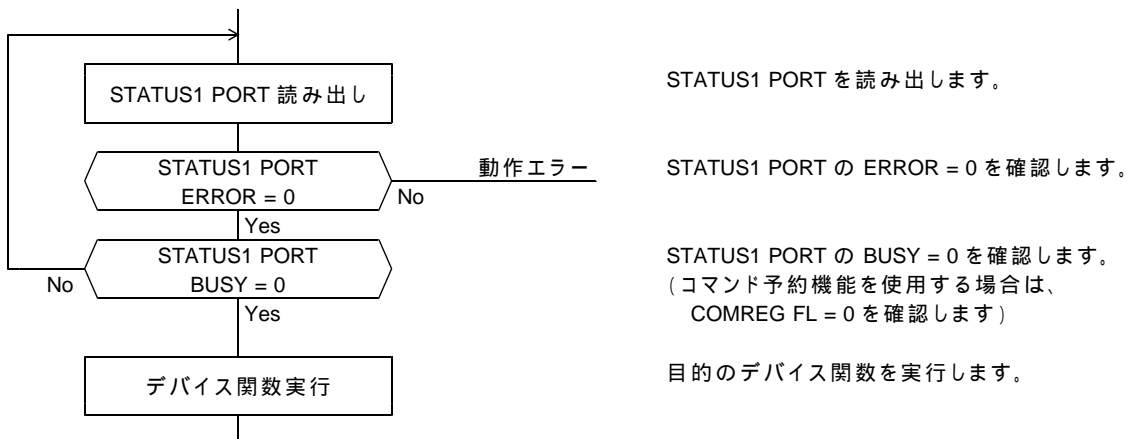 STATUS1 PORT 読み出し
STATUS1 PORT を読み出します。
STATUS1 PORT
ERROR = 0
動作エラー
No
STATUS1 PORT の ERROR = 0 を確認します。
Yes
STATUS1 PORT
BUSY = 0
No
STATUS1 PORT の BUSY = 0 を確認します。
(コマンド予約機能を使用する場合は、
COMREG FL = 0 を確認します)
Yes
デバイス関数実行
目的のデバイス関数を実行します。